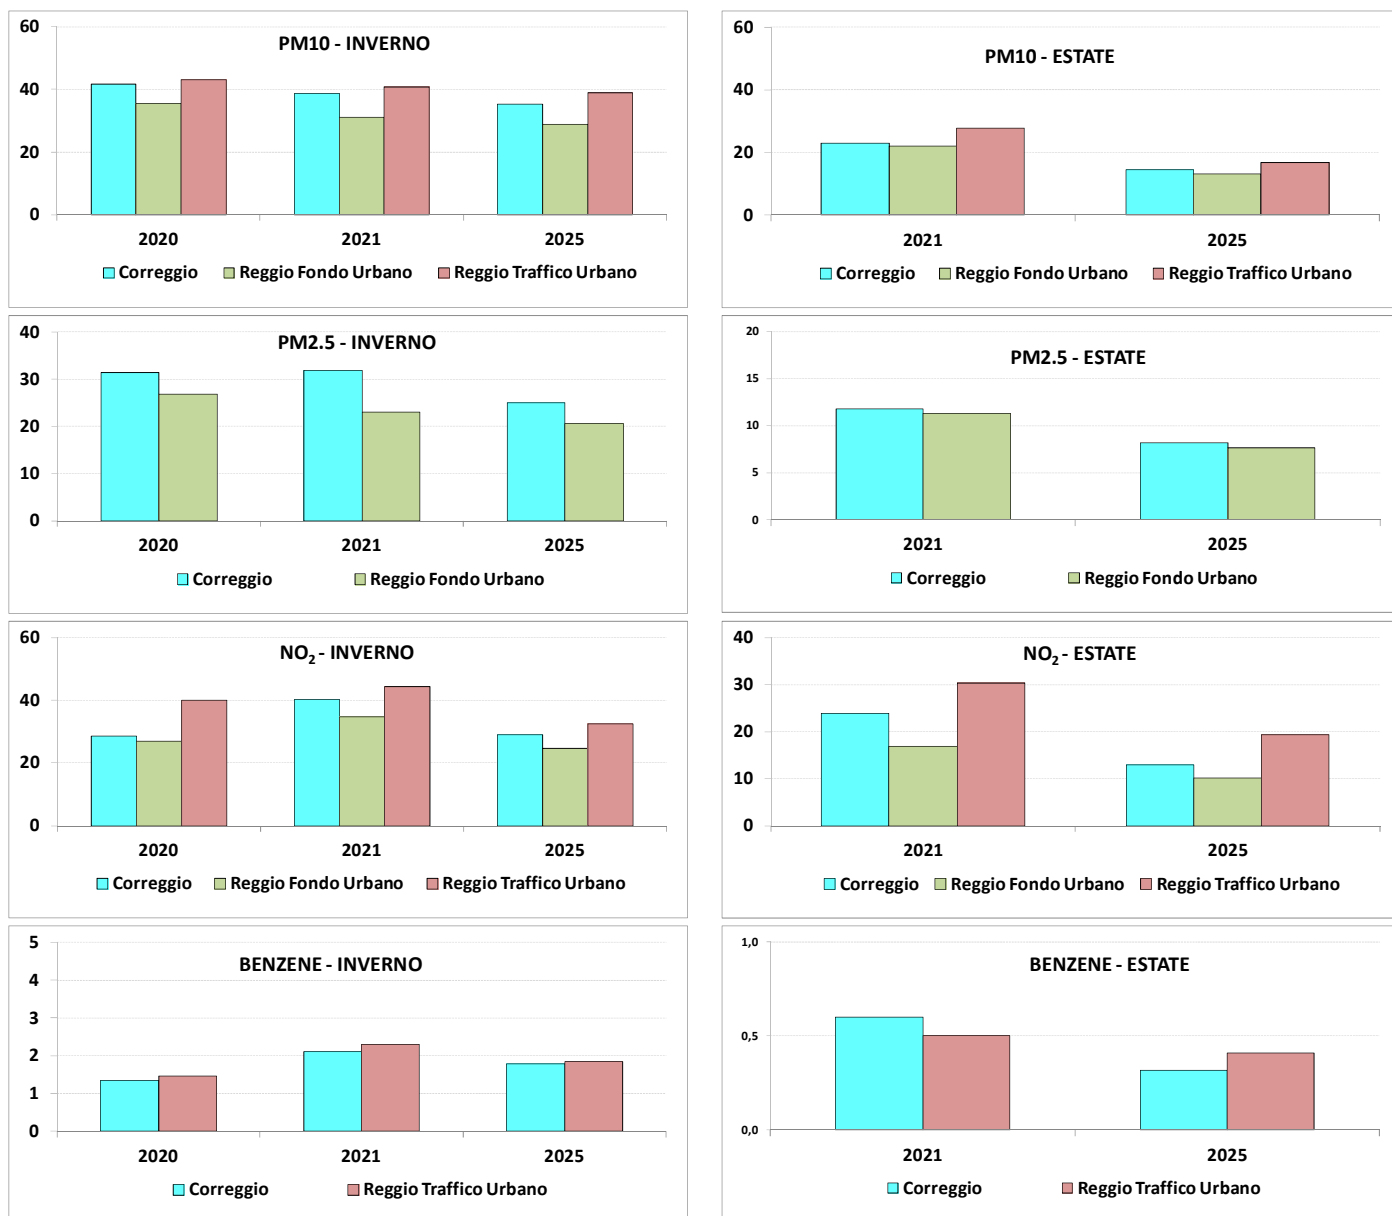 PM10 - INVERNO
60
40
20
0
2020 2021 2025
Correggio Reggio Fondo Urbano Reggio Traffico Urbano
PM10 - ESTATE
60
40
20
0
2021 2025
Correggio Reggio Fondo Urbano Reggio Traffico Urbano
PM2.5 - INVERNO
40
30
20
10
0
2020 2021 2025
Correggio Reggio Fondo Urbano
PM2.5 - ESTATE
20
15
10
5
0
2021 2025
Correggio Reggio Fondo Urbano
NO₂ - INVERNO
60
40
20
0
2020 2021 2025
Correggio Reggio Fondo Urbano Reggio Traffico Urbano
NO₂ - ESTATE
40
30
20
10
0
2021 2025
Correggio Reggio Fondo Urbano Reggio Traffico Urbano
BENZENE - INVERNO
5
4
3
2
1
0
2020 2021 2025
Correggio Reggio Traffico Urbano
BENZENE - ESTATE
1,0
0,5
0,0
2021 2025
Correggio Reggio Traffico Urbano